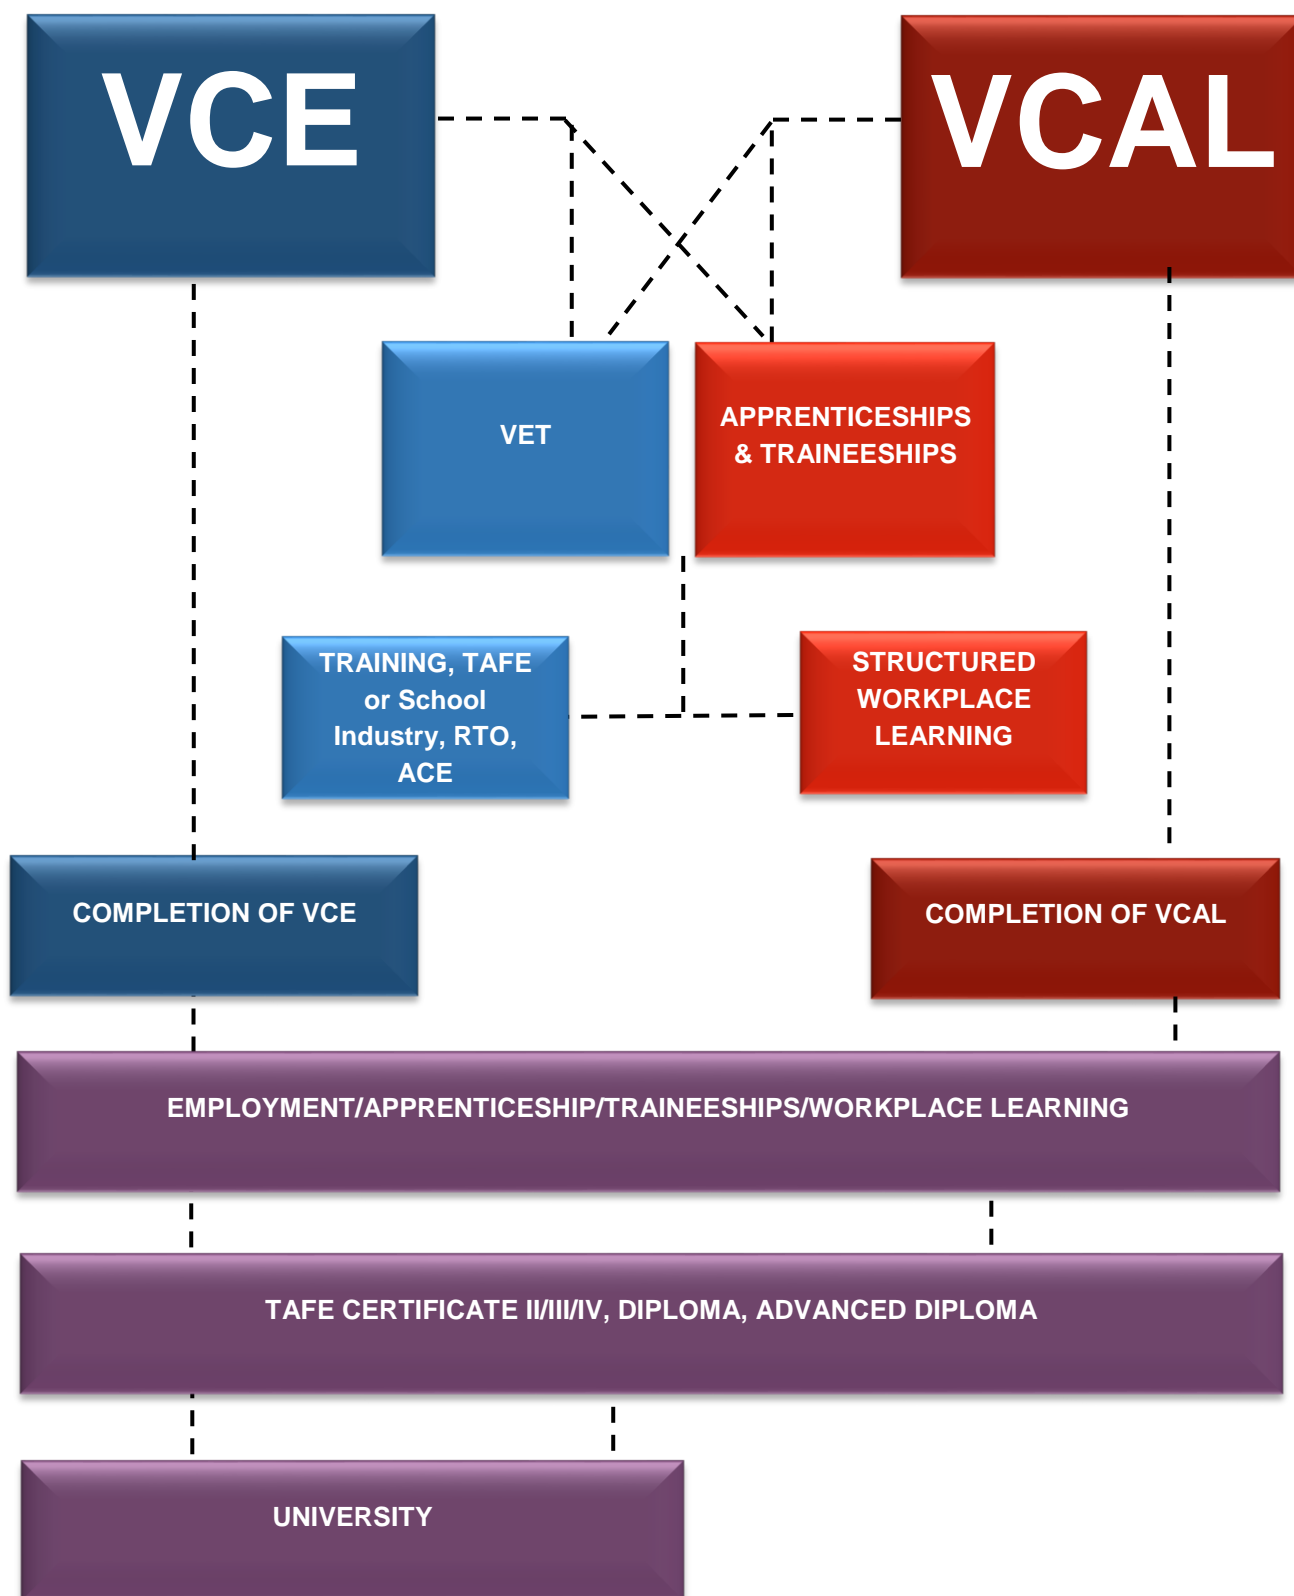 VCE
VCAL
VET
APPRENTICESHIPS
& TRAINEESHIPS
TRAINING, TAFE
or School
Industry, RTO,
ACE
STRUCTURED
WORKPLACE
LEARNING
COMPLETION OF VCE
COMPLETION OF VCAL
EMPLOYMENT/APPRENTICESHIP/TRAINEESHIPS/WORKPLACE LEARNING
TAFE CERTIFICATE II/III/IV, DIPLOMA, ADVANCED DIPLOMA
UNIVERSITY